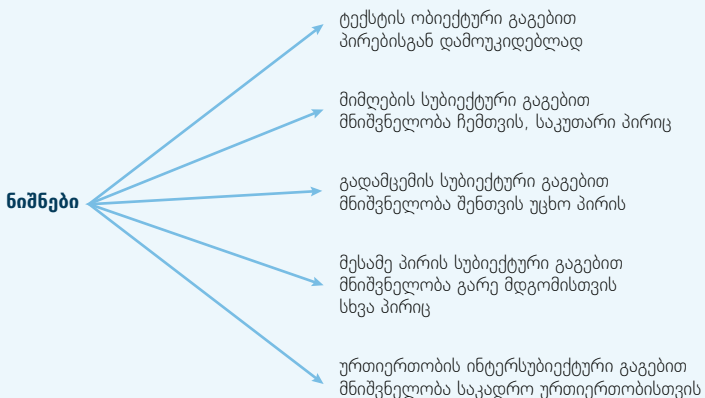 ტექსტის ობიექტური გაგებით
პირებისგან დამოუკიდებლად
მიმღების სუბიექტური გაგებით
მნიშვნელობა ჩემთვის, საკუთარი პირიც
ნიშნები
გადამცემის სუბიექტური გაგებით
მნიშვნელობა შენთვის უცხო პირის
მესამე პირის სუბიექტური გაგებით
მნიშვნელობა გარე მდგომისთვის
სხვა პირიც
ურთიერთობის ინტერსუბიექტური გაგებით
მნიშვნელობა საკადრო ურთიერთობისთვის